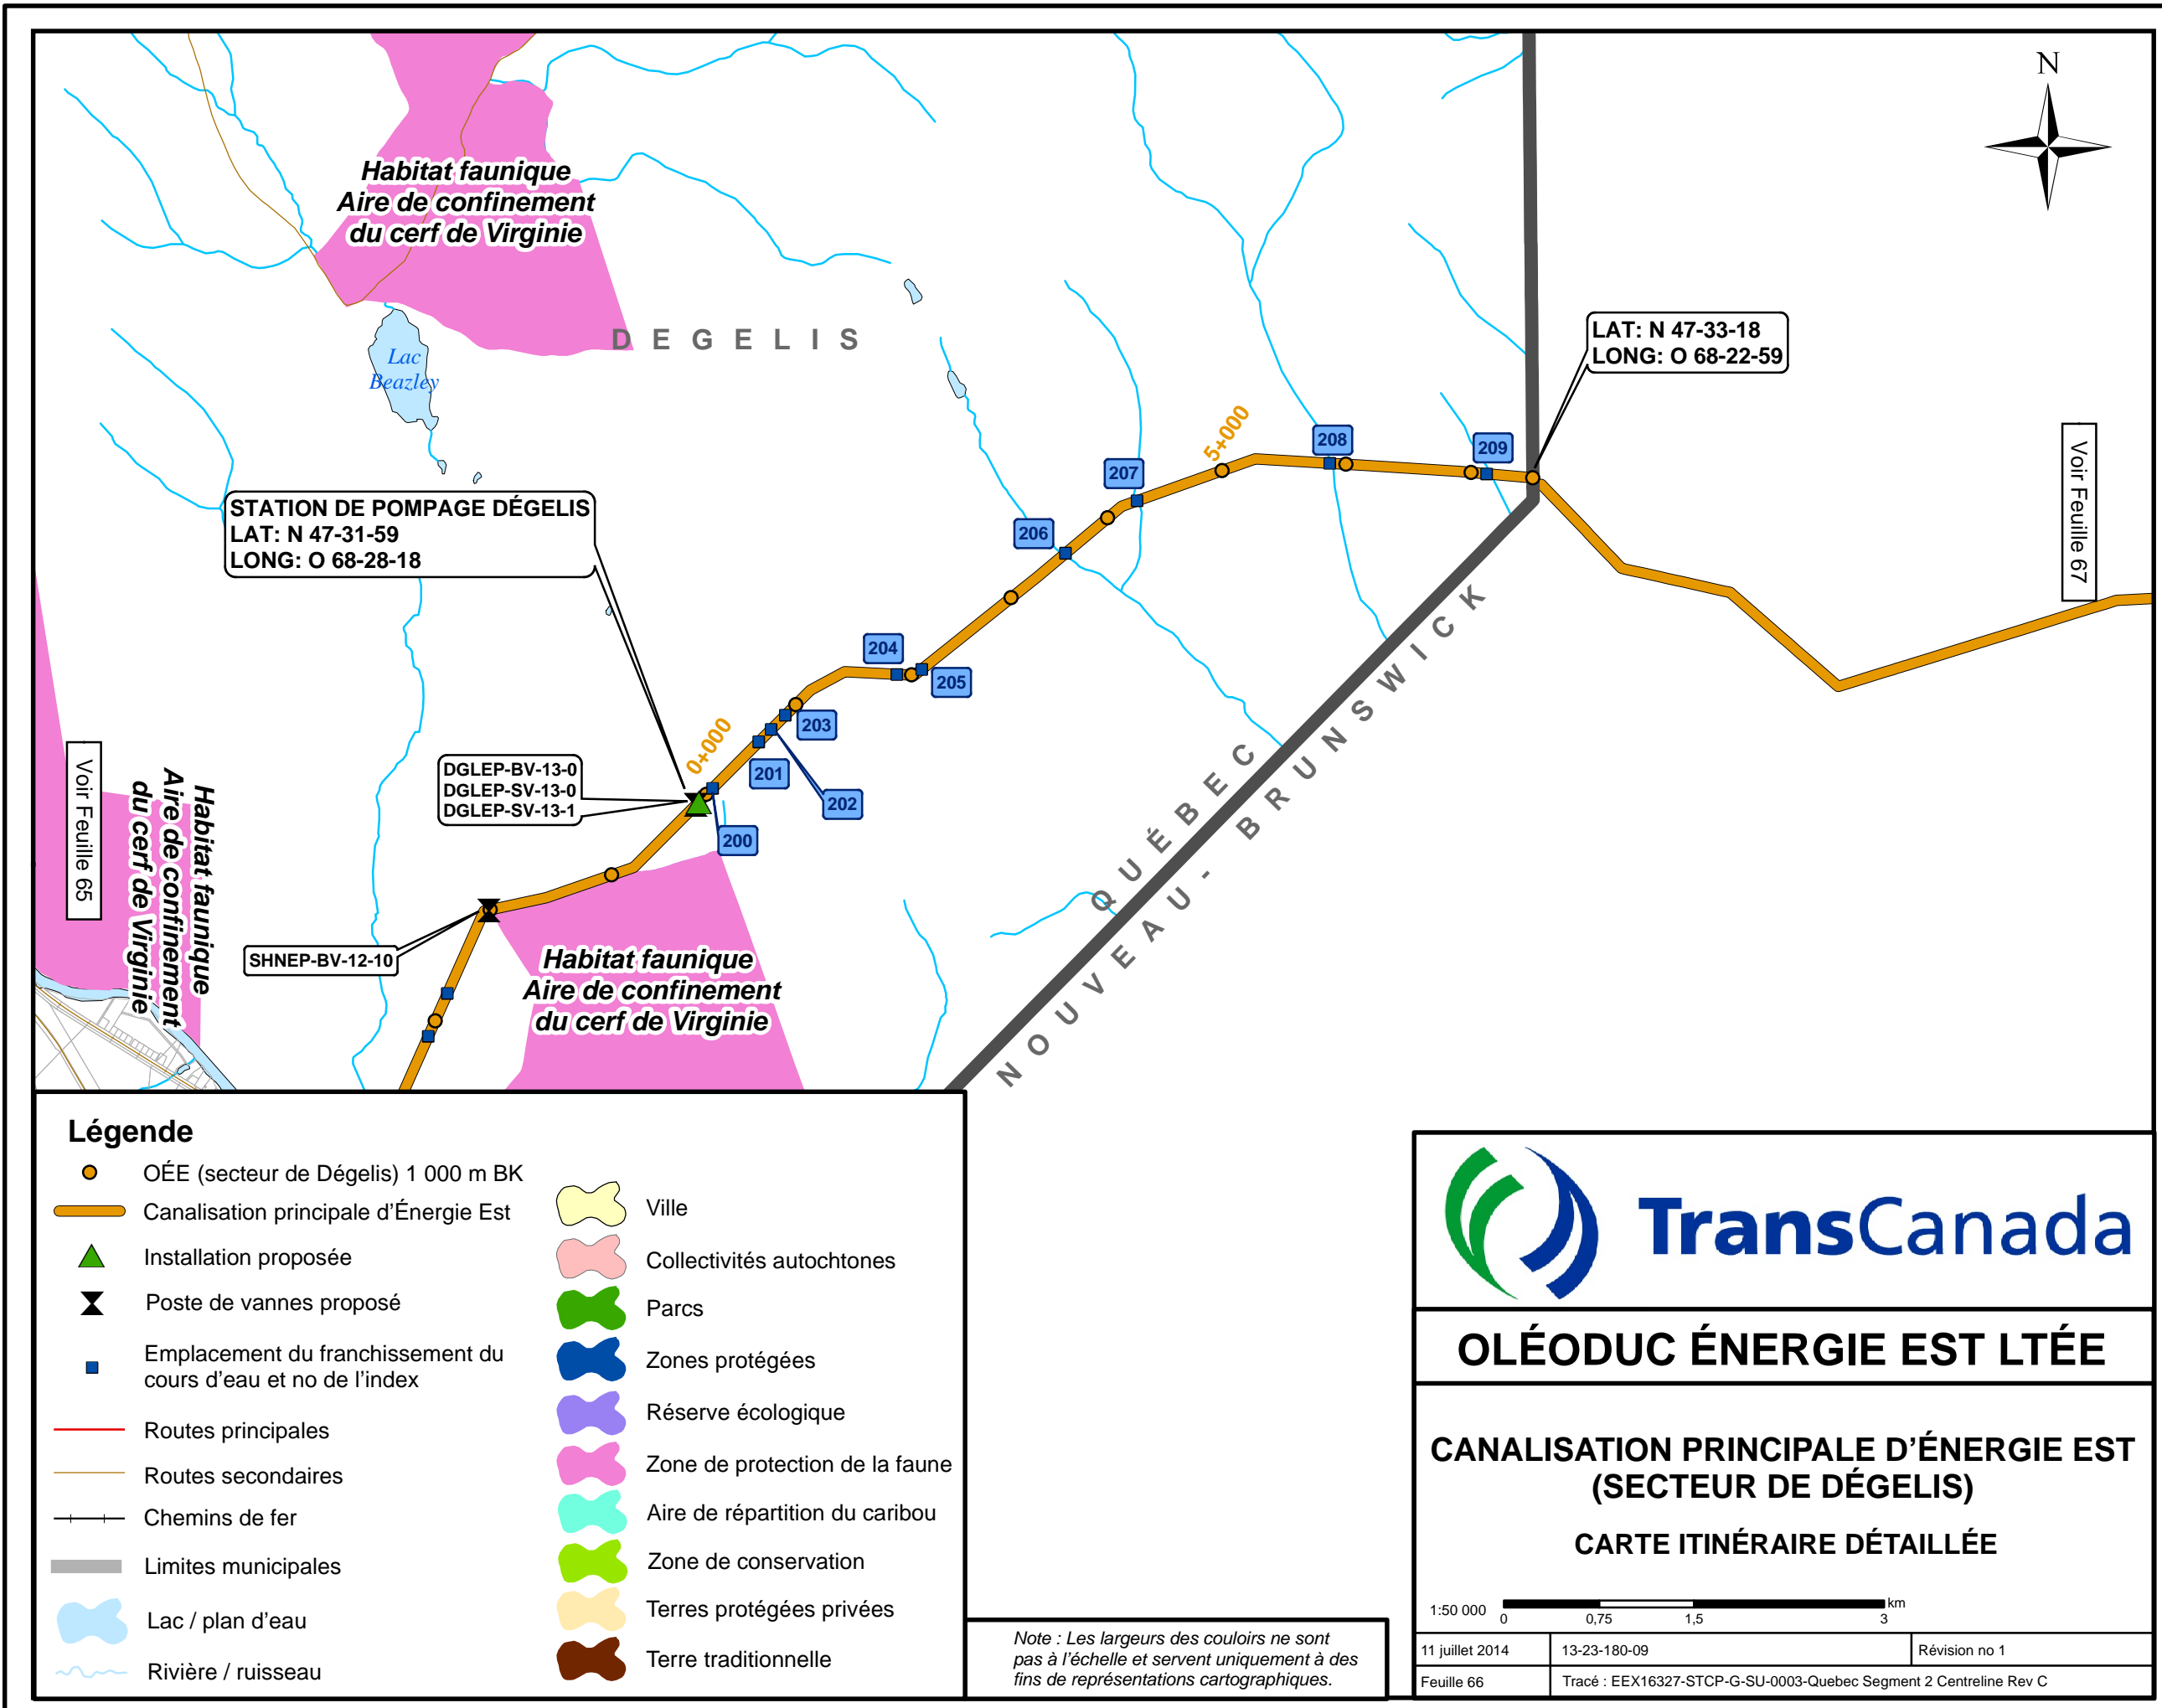 N
Habitat faunique
Aire de confinement
du cerf de Virginie
DEGELIS
Lac
Beazley
LAT: N 47-33-18
LONG: O 68-22-59
Voir Feuille 67
STATION DE POMPAGE DÉGELIS
LAT: N 47-31-59
LONG: O 68-28-18
5+000
208
209
207
206
204
205
203
0+000
201
202
200
DGLEP-BV-13-0
DGLEP-SV-13-0
DGLEP-SV-13-1
Voir Feuille 65
Habitat faunique
Aire de confinement
du cerf de Virginie
SHNEP-BV-12-10
Habitat faunique
Aire de confinement
du cerf de Virginie
QUÉBEC
NOUVEAU-BRUNSWICK
Légende
OÉE (secteur de Dégelis) 1 000 m BK
Canalisation principale d’Énergie Est
Installation proposée
Poste de vannes proposé
Emplacement du franchissement du
cours d'eau et no de l’index
Routes principales
Routes secondaires
Chemins de fer
Limites municipales
Lac / plan d’eau
Rivière / ruisseau
Ville
Collectivités autochtones
Parcs
Zones protégées
Réserve écologique
Zone de protection de la faune
Aire de répartition du caribou
Zone de conservation
Terres protégées privées
Terre traditionnelle
Note : Les largeurs des couloirs ne sont
pas à l’échelle et servent uniquement à des
fins de représentations cartographiques.
TransCanada
OLÉODUC ÉNERGIE EST LTÉE
CANALISATION PRINCIPALE D’ÉNERGIE EST
(SECTEUR DE DÉGELIS)
CARTE ITINÉRAIRE DÉTAILLÉE
1:50 000 0 0,75 1,5 3 km
11 juillet 2014 13-23-180-09 Révision no 1
Feuille 66 Tracé : EEX16327-STCP-G-SU-0003-Quebec Segment 2 Centreline Rev C